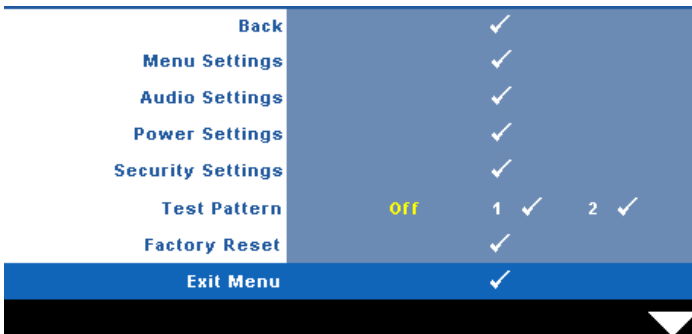 Back ✓
Menu Settings ✓
Audio Settings ✓
Power Settings ✓
Security Settings ✓
Test Pattern Off 1 ✓ 2 ✓
Factory Reset ✓
Exit Menu ✓